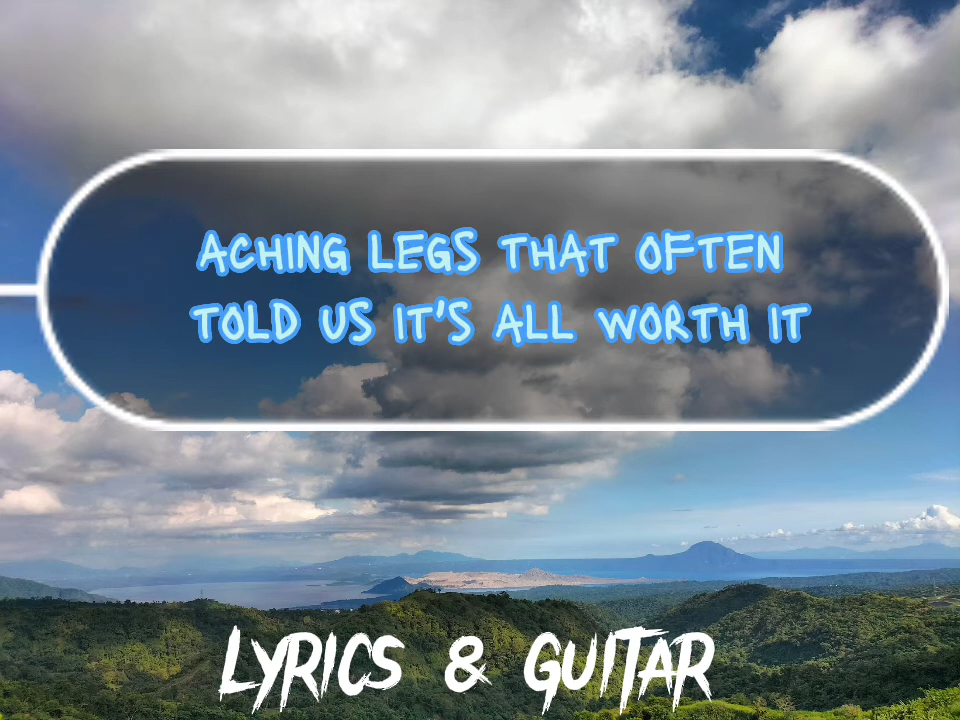 ACHING LEGS THAT OFTEN
TOLD US IT'S ALL WORTH IT
LYRICS & GUITAR